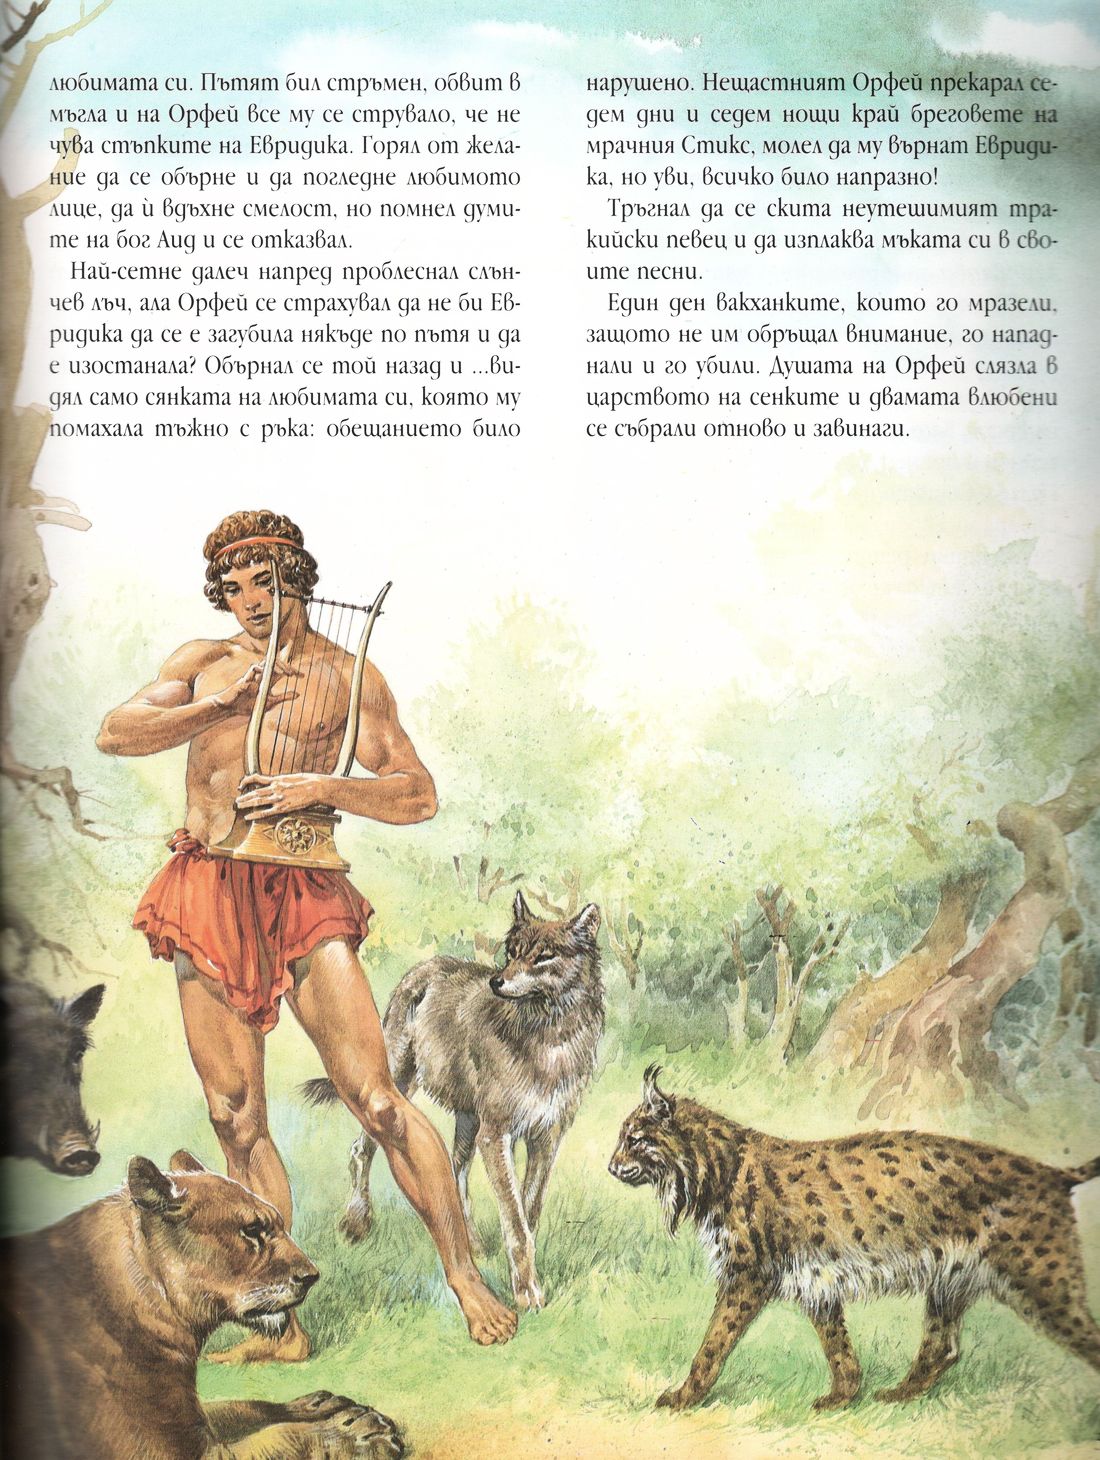 любимата си. Пътят бил стръмен, обвит в
мъгла и на Орфей все му се струвало, че не
чува стъпките на Евридика. Горял от жела-
ние да се обърне и да погледне любимото
лице, да ѝ вдъхне смелост, но помнел думи-
те на бог Аид и се отказвал.
Най-сетне далеч напред проблеснал слън-
чев лъч, ала Орфей се страхувал да не би Ев-
ридика да се е загубила някъде по пътя и да
е изостанала? Обърнал се той назад и ...ви-
дял само сянката на любимата си, която му
помахала тъжно с ръка: обещанието било
нарушено. Нещастният Орфей прекарал се-
дем дни и седем нощи край бреговете на
мрачния Стикс, молел да му върнат Евриди-
ка, но уви, всичко било напразно!
Тръгнал да се скита неутешимият тра-
кийски певец и да изплаква мъката си в сво-
ите песни.
Един ден вакханките, които го мразели,
защото не им обръщал внимание, го напад-
нали и го убили. Душата на Орфей слязла в
царството на сенките и двамата влюбени
се събрали отново и завинаги.